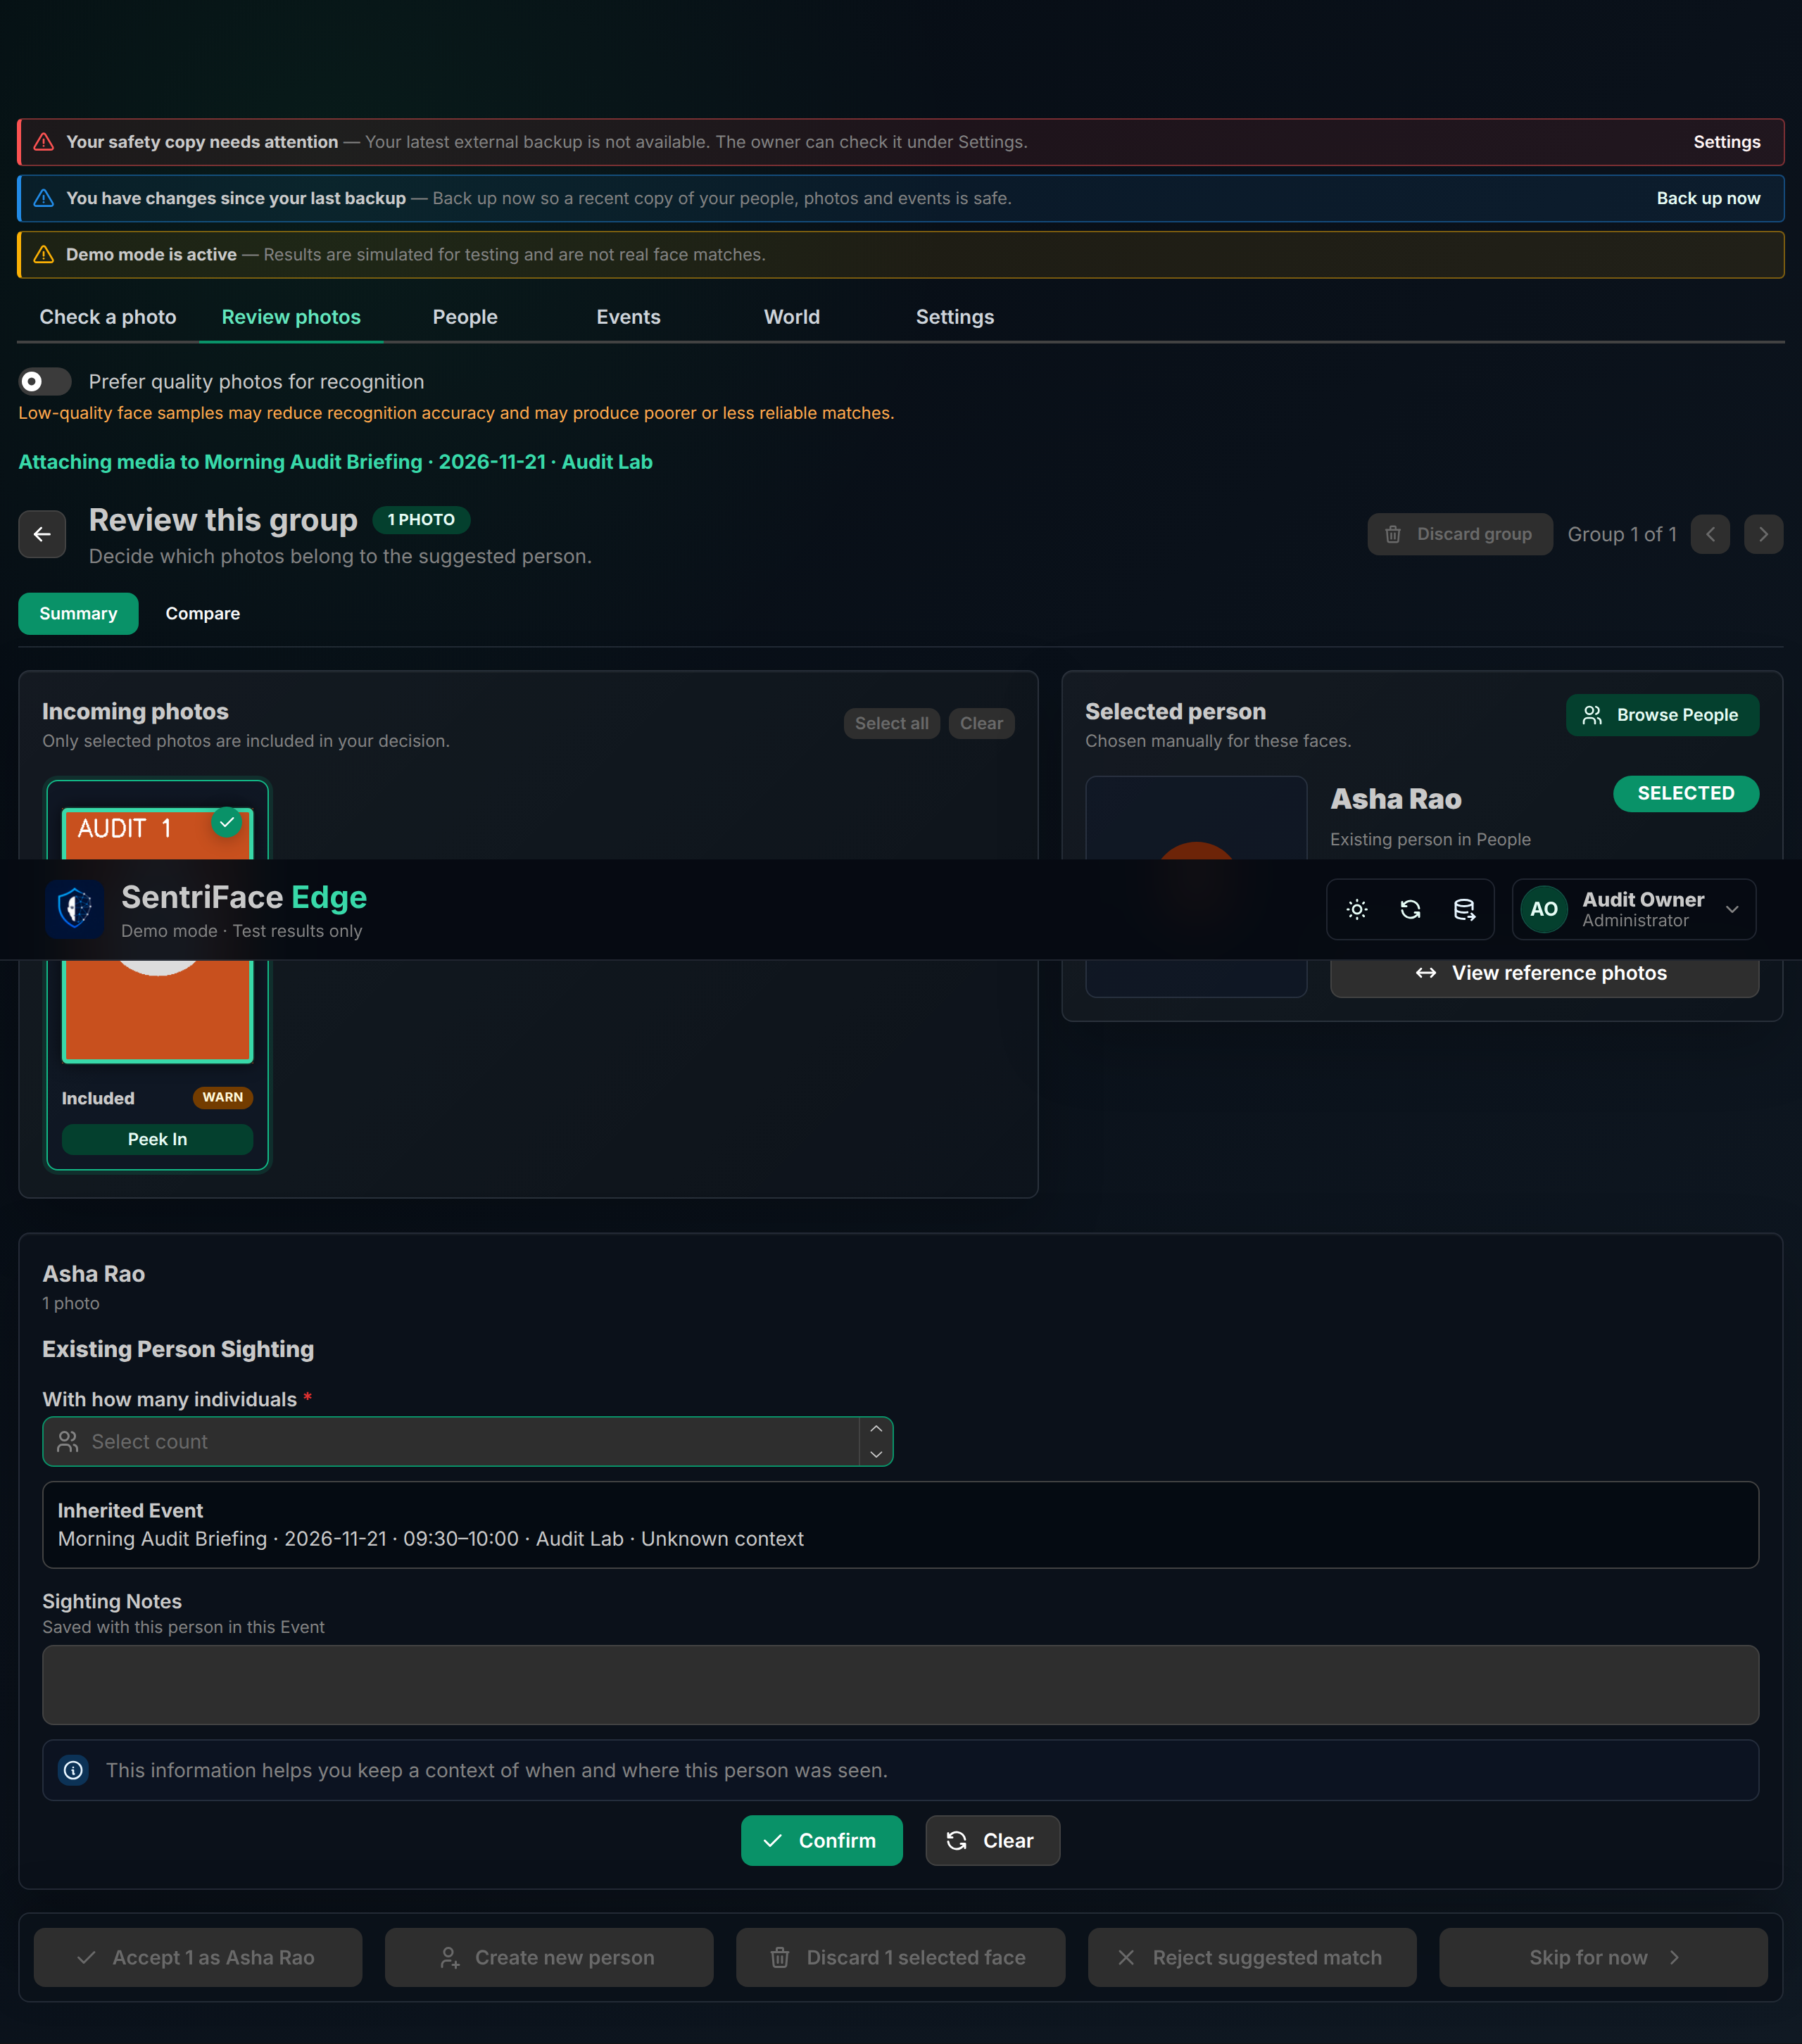 Your safety copy needs attention — Your latest external backup is not available. The owner can check it under Settings.
Settings
You have changes since your last backup — Back up now so a recent copy of your people, photos and events is safe.
Back up now
Demo mode is active — Results are simulated for testing and are not real face matches.
Check a photo
Review photos
People
Events
World
Settings
Prefer quality photos for recognition
Low-quality face samples may reduce recognition accuracy and may produce poorer or less reliable matches.
Attaching media to Morning Audit Briefing · 2026-11-21 · Audit Lab
Review this group
1 PHOTO
Decide which photos belong to the suggested person.
Discard group
Group 1 of 1
Summary
Compare
Incoming photos
Only selected photos are included in your decision.
Select all
Clear
Selected person
Chosen manually for these faces.
Browse People
AUDIT 1
Asha Rao
SELECTED
Existing person in People
SentriFace Edge
Demo mode · Test results only
AO
Audit Owner
Administrator
View reference photos
Included
WARN
Peek In
Asha Rao
1 photo
Existing Person Sighting
With how many individuals *
Select count
Inherited Event
Morning Audit Briefing · 2026-11-21 · 09:30–10:00 · Audit Lab · Unknown context
Sighting Notes
Saved with this person in this Event
This information helps you keep a context of when and where this person was seen.
Confirm
Clear
Accept 1 as Asha Rao
Create new person
Discard 1 selected face
Reject suggested match
Skip for now